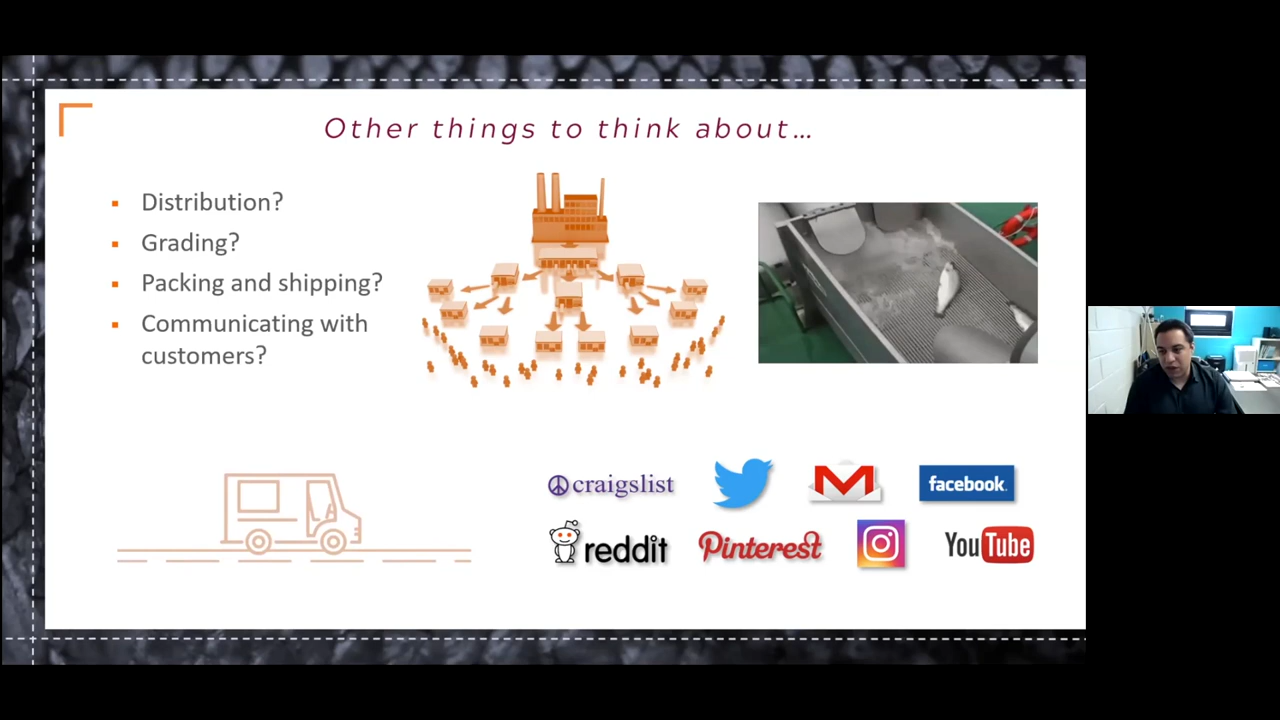 Other things to think about...
Distribution?
Grading?
Packing and shipping?
Communicating with
customers?
craigslist
facebook.
reddit
Pinterest
YouTube